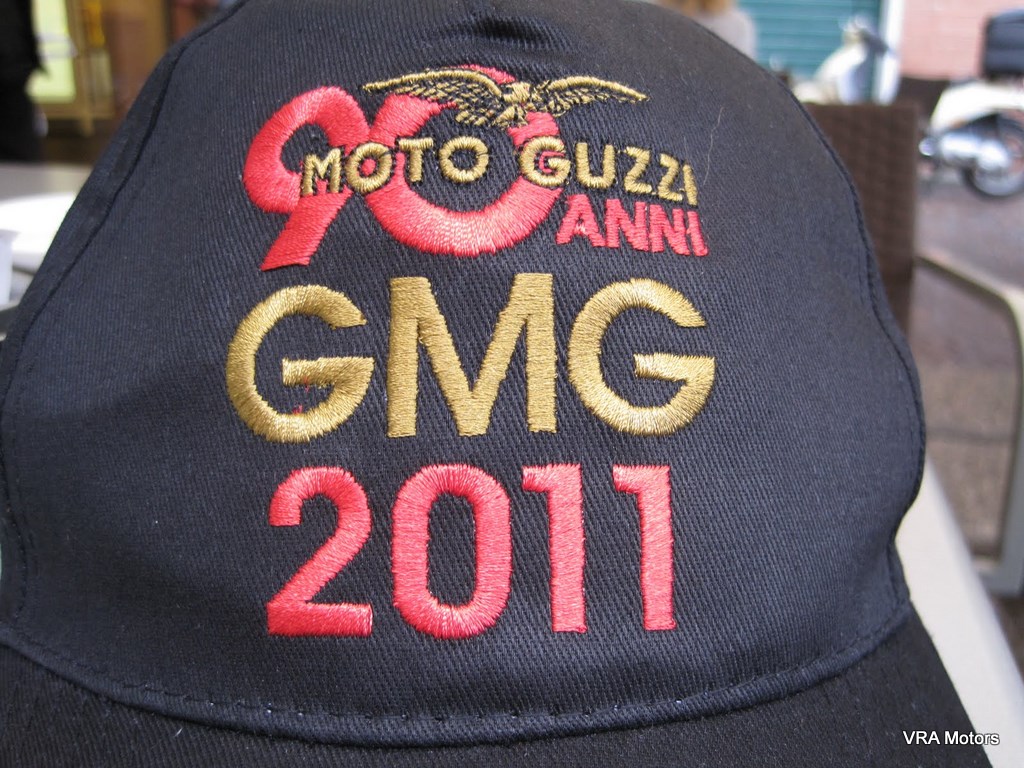 90
MOTO GUZZI
ANNI
GMG
2011
VRA Motors